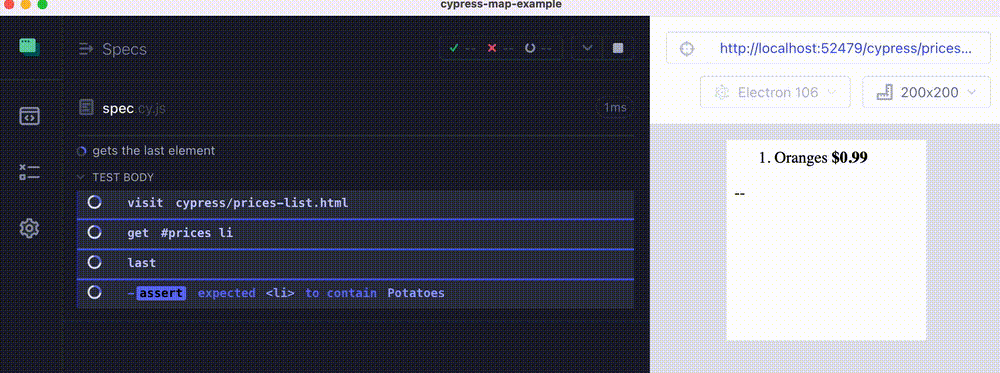 cypress-map-example
Specs
-- -- --
http://localhost:52479/cypress/prices...
Electron 106
200x200
spec.cy.js
1ms
gets the last element
TEST BODY
visit cypress/prices-list.html
get #prices li
last
-assert expected <li> to contain Potatoes
1. Oranges $0.99
--